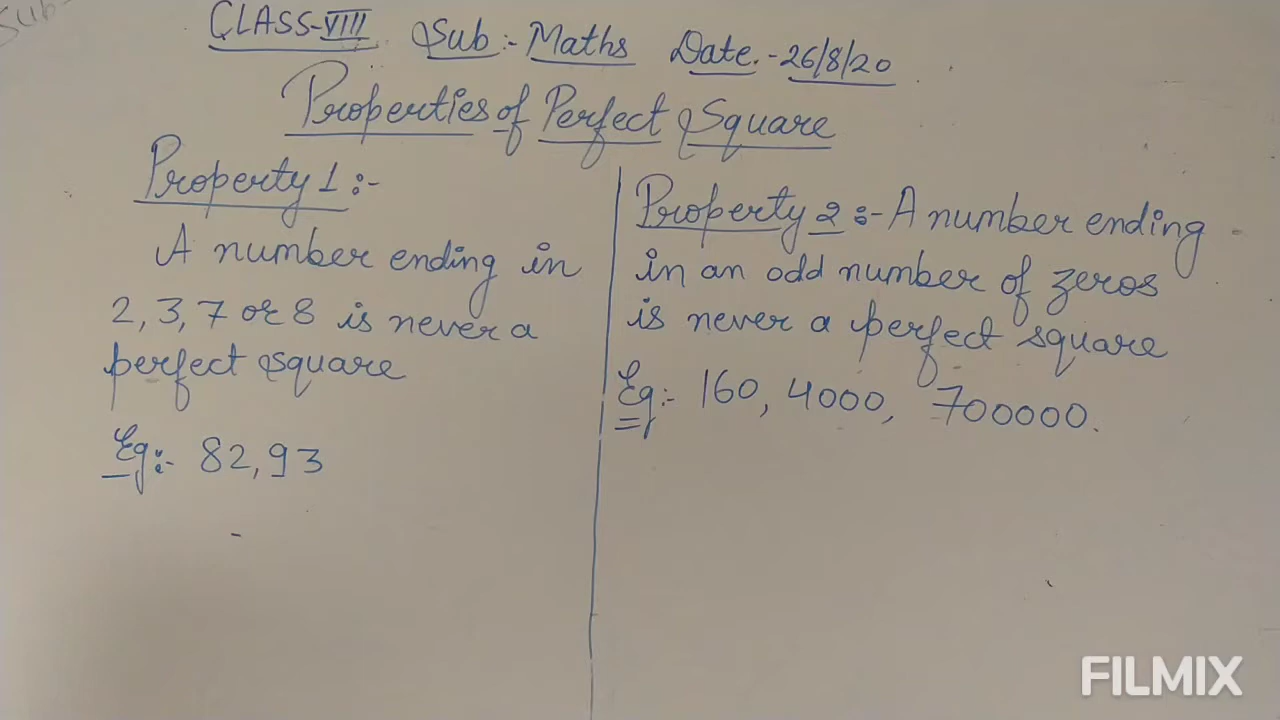 Sub-
CLASS-VIII Sub:- Maths Date.-26/8/20
Properties of Perfect Square
Property 1:-
A number ending in
2, 3, 7 or 8 is never a
perfect square
Eg:- 82, 93
Property 2:- A number ending
in an odd number of zeros
is never a perfect square
Eg:- 160, 4000, 700000.
FILMIX